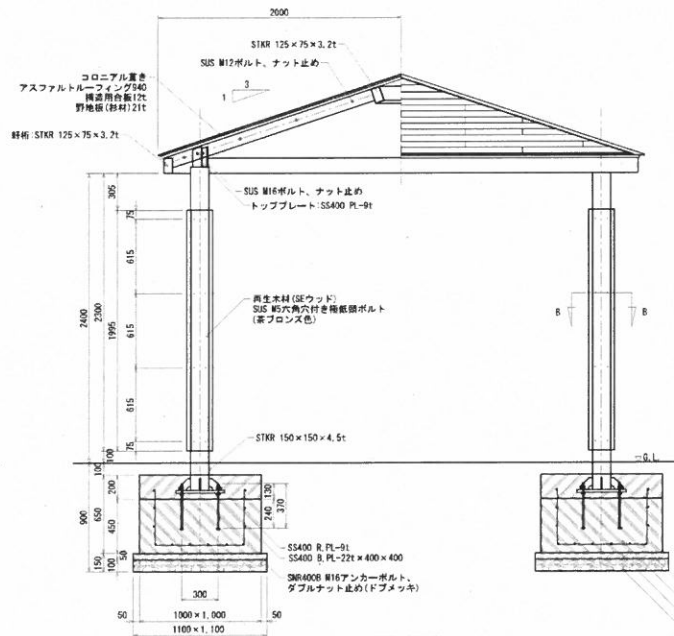 2000
STKR 125×75×3.2t
SUS M12ボルト、ナット止め
3
1
コロニアル葺き
アスファルトルーフィング940
構造用合板12t
野地板(杉材)21t
軒桁:STKR 125×75×3.2t
SUS M16ボルト、ナット止め
トッププレート:SS400 PL-9t
305
75
615
615
615
75
100
1995
2300
2400
再生木材(SEウッド)
SUS M5六角穴付き極低頭ボルト
(茶ブロンズ色)
B
B
STKR 150×150×4.5t
G.L.
100
200
450
50
100
650
150
900
130
240
370
SS400 R.PL-9t
SS400 B.PL-22t×400×400
SNR400B M16アンカーボルト、
ダブルナット止め(ドブメッキ)
300
50
1000×1,000
50
1100×1,100